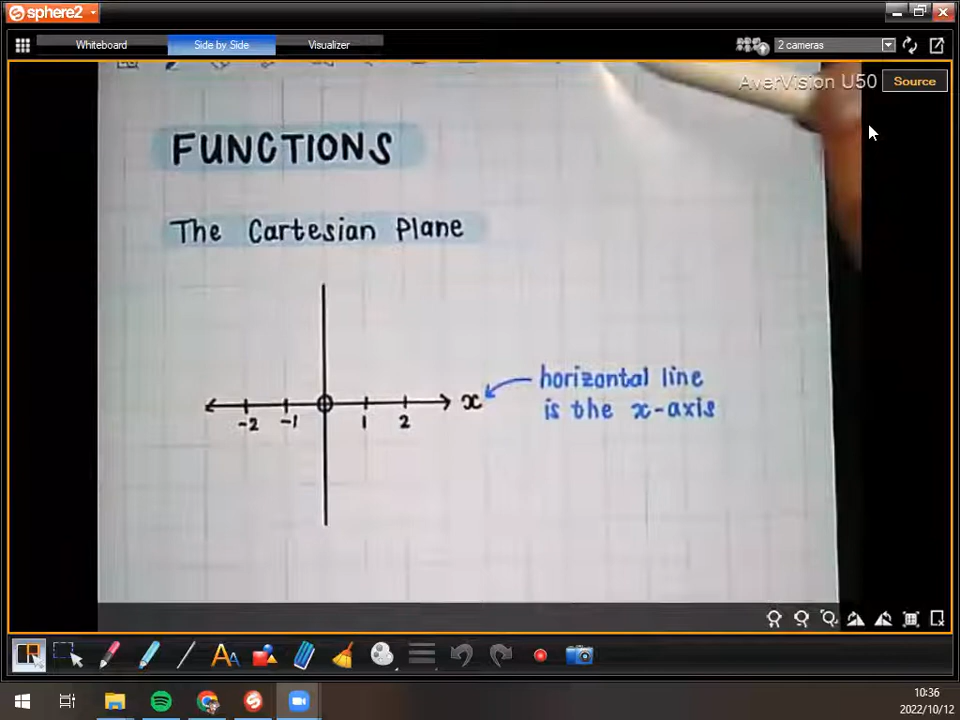 sphere2
Whiteboard
Side by Side
Visualizer
2 cameras
AverVision U50
Source
FUNCTIONS
The Cartesian Plane
x
horizontal line
is the x-axis
-2 -1 1 2
10:36
2022/10/12